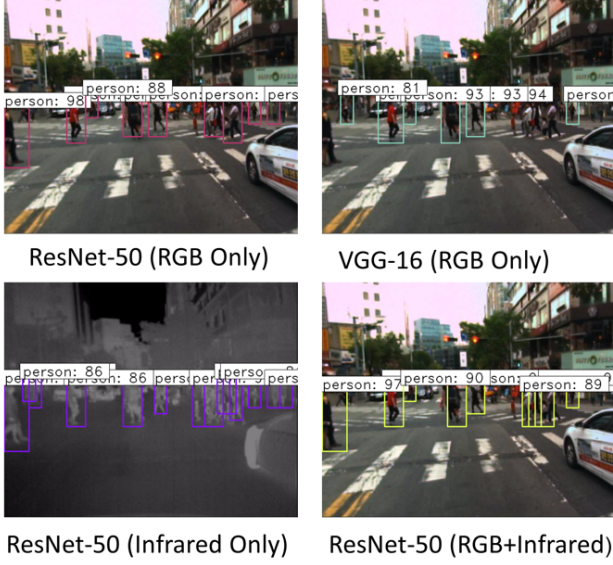 person: 88
person: 98
person:
ResNet-50 (RGB Only)
person: 81
person: 93
: 93
94
person
VGG-16 (RGB Only)
person: 86
: 86
pers
ResNet-50 (Infrared Only)
person: 97
person: 90
person: 89
ResNet-50 (RGB+Infrared)